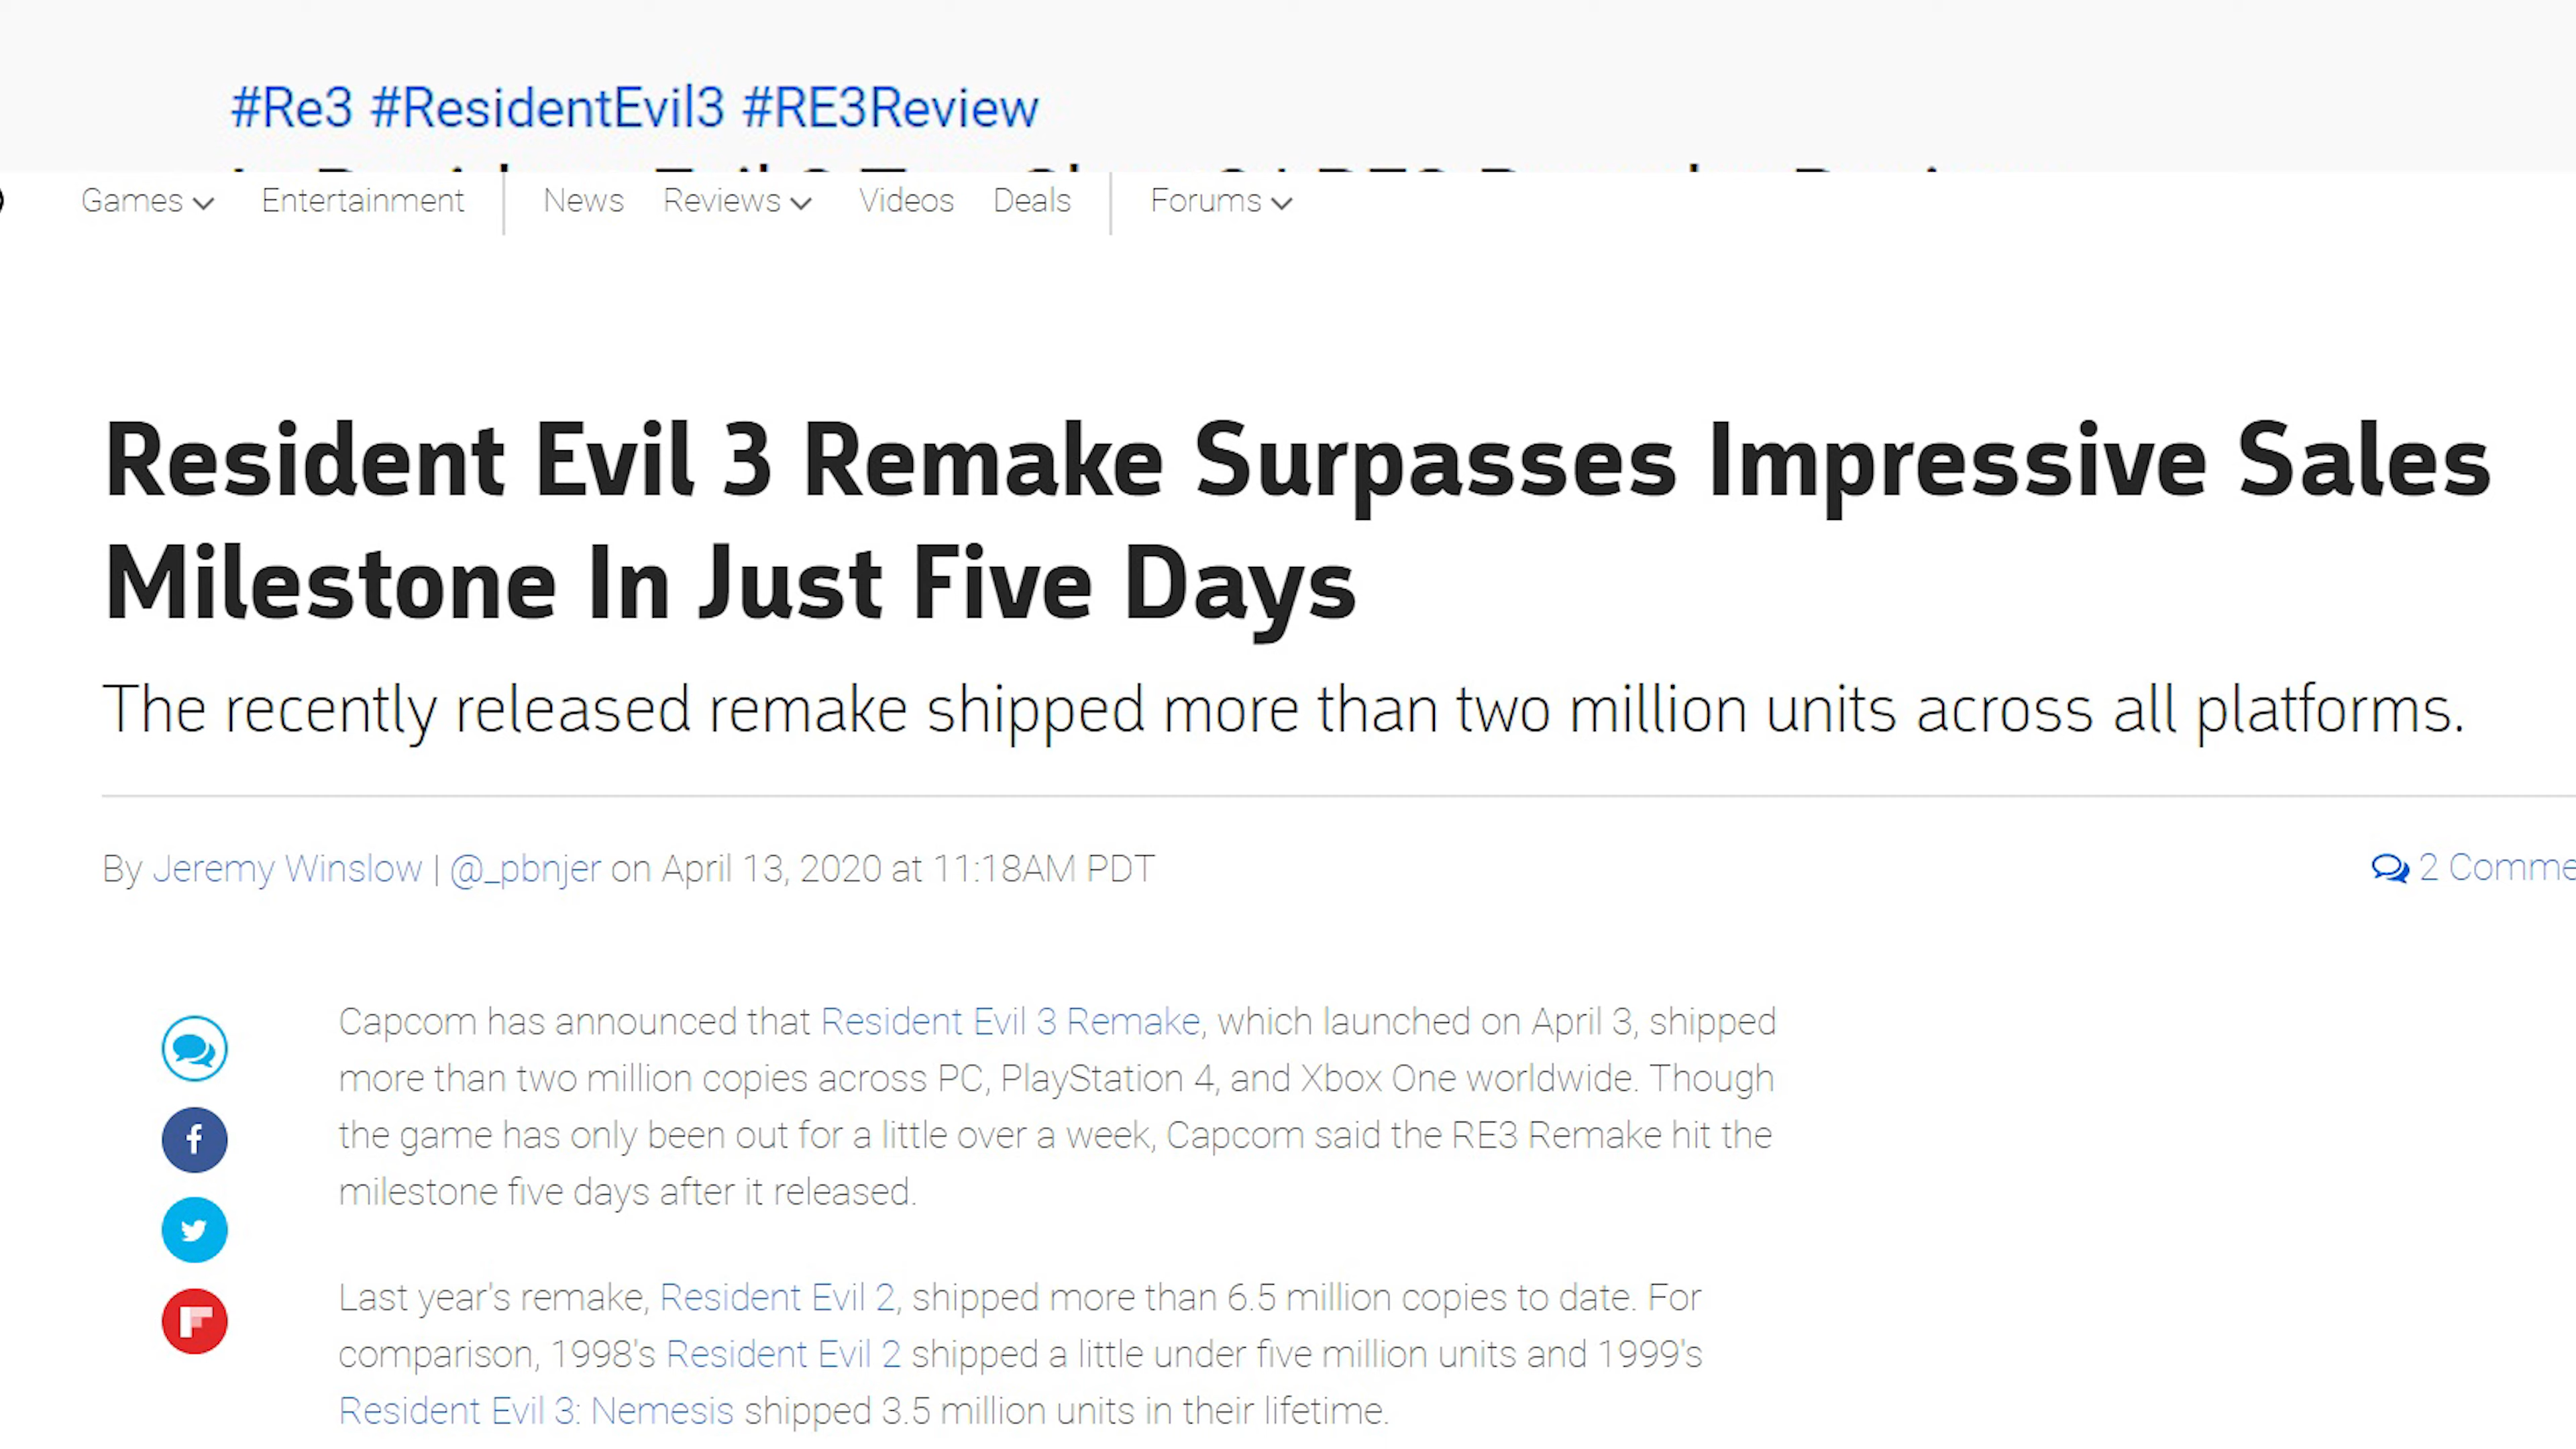 #Re3 #ResidentEvil3 #RE3Review
Games Entertainment News Reviews Videos Deals Forums
Resident Evil 3 Remake Surpasses Impressive Sales
Milestone In Just Five Days
The recently released remake shipped more than two million units across all platforms.
By Jeremy Winslow | @_pbnjer on April 13, 2020 at 11:18AM PDT 2 Comme
Capcom has announced that Resident Evil 3 Remake, which launched on April 3, shipped
more than two million copies across PC, PlayStation 4, and Xbox One worldwide. Though
the game has only been out for a little over a week, Capcom said the RE3 Remake hit the
milestone five days after it released.
Last year's remake, Resident Evil 2, shipped more than 6.5 million copies to date. For
comparison, 1998's Resident Evil 2 shipped a little under five million units and 1999's
Resident Evil 3: Nemesis shipped 3.5 million units in their lifetime.